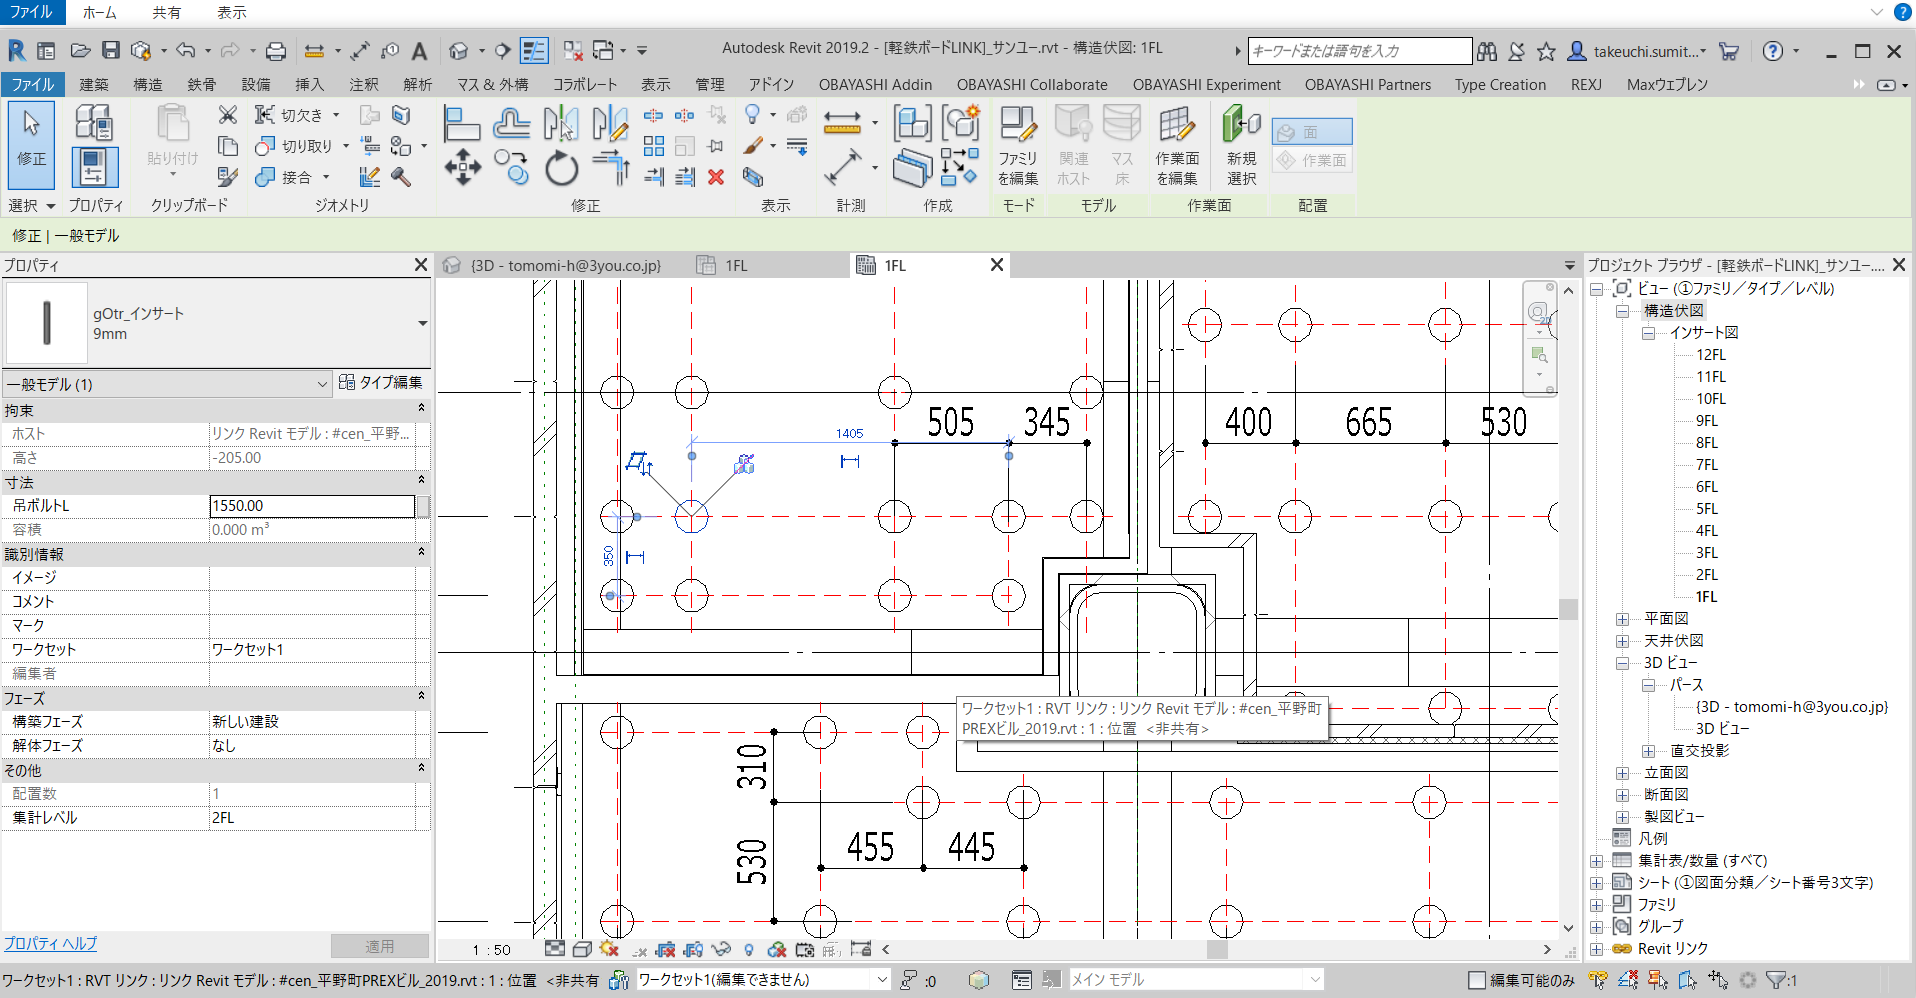 ファイル ホーム 共有 表示
Autodesk Revit 2019.2 - [軽鉄ボードLINK]_サンユー.rvt - 構造伏図: 1FL
キーワードまたは語句を入力
takeuchi.sumit...
ファイル 建築 構造 鉄骨 設備 挿入 注釈 解析 マス & 外構 コラボレート 表示 管理 アドイン OBAYASHI Addin OBAYASHI Collaborate OBAYASHI Experiment OBAYASHI Partners Type Creation REXJ Maxウェブレン
修正
貼り付け
切欠き
切り取り
接合
ファミリを編集
関連ホスト
マス床
作業面を編集
新規選択
面
作業面
選択 プロパティ クリップボード ジオメトリ 修正 表示 計測 作成 モード モデル 作業面 配置
修正 | 一般モデル
プロパティ
{3D - tomomi-h@3you.co.jp}
1FL
1FL
プロジェクト ブラウザ - [軽鉄ボードLINK]_サンユー....
gOtr_インサート
9mm
一般モデル (1)
タイプ編集
拘束
ホスト リンク Revit モデル : #cen_平野...
高さ -205.00
寸法
吊ボルトL 1550.00
容積 0.000 m³
識別情報
イメージ
コメント
マーク
ワークセット ワークセット1
編集者
フェーズ
構築フェーズ 新しい建設
解体フェーズ なし
その他
配置数 1
集計レベル 2FL
プロパティ ヘルプ
適用
1405
505
345
400
665
530
350
310
530
455
445
2D
ワークセット1 : RVT リンク : リンク Revit モデル : #cen_平野町
PREXビル_2019.rvt : 1 : 位置 <非共有>
ビュー (①ファミリ／タイプ／レベル)
構造伏図
インサート図
12FL
11FL
10FL
9FL
8FL
7FL
6FL
5FL
4FL
3FL
2FL
1FL
平面図
天井伏図
3D ビュー
パース
{3D - tomomi-h@3you.co.jp}
3D ビュー
直交投影
立面図
断面図
製図ビュー
凡例
集計表/数量 (すべて)
シート (①図面分類／シート番号3文字)
ファミリ
グループ
Revit リンク
1 : 50
ワークセット1 : RVT リンク : リンク Revit モデル : #cen_平野町PREXビル_2019.rvt : 1 : 位置 <非共有
ワークセット1(編集できません)
:0
メイン モデル
編集可能のみ
:1